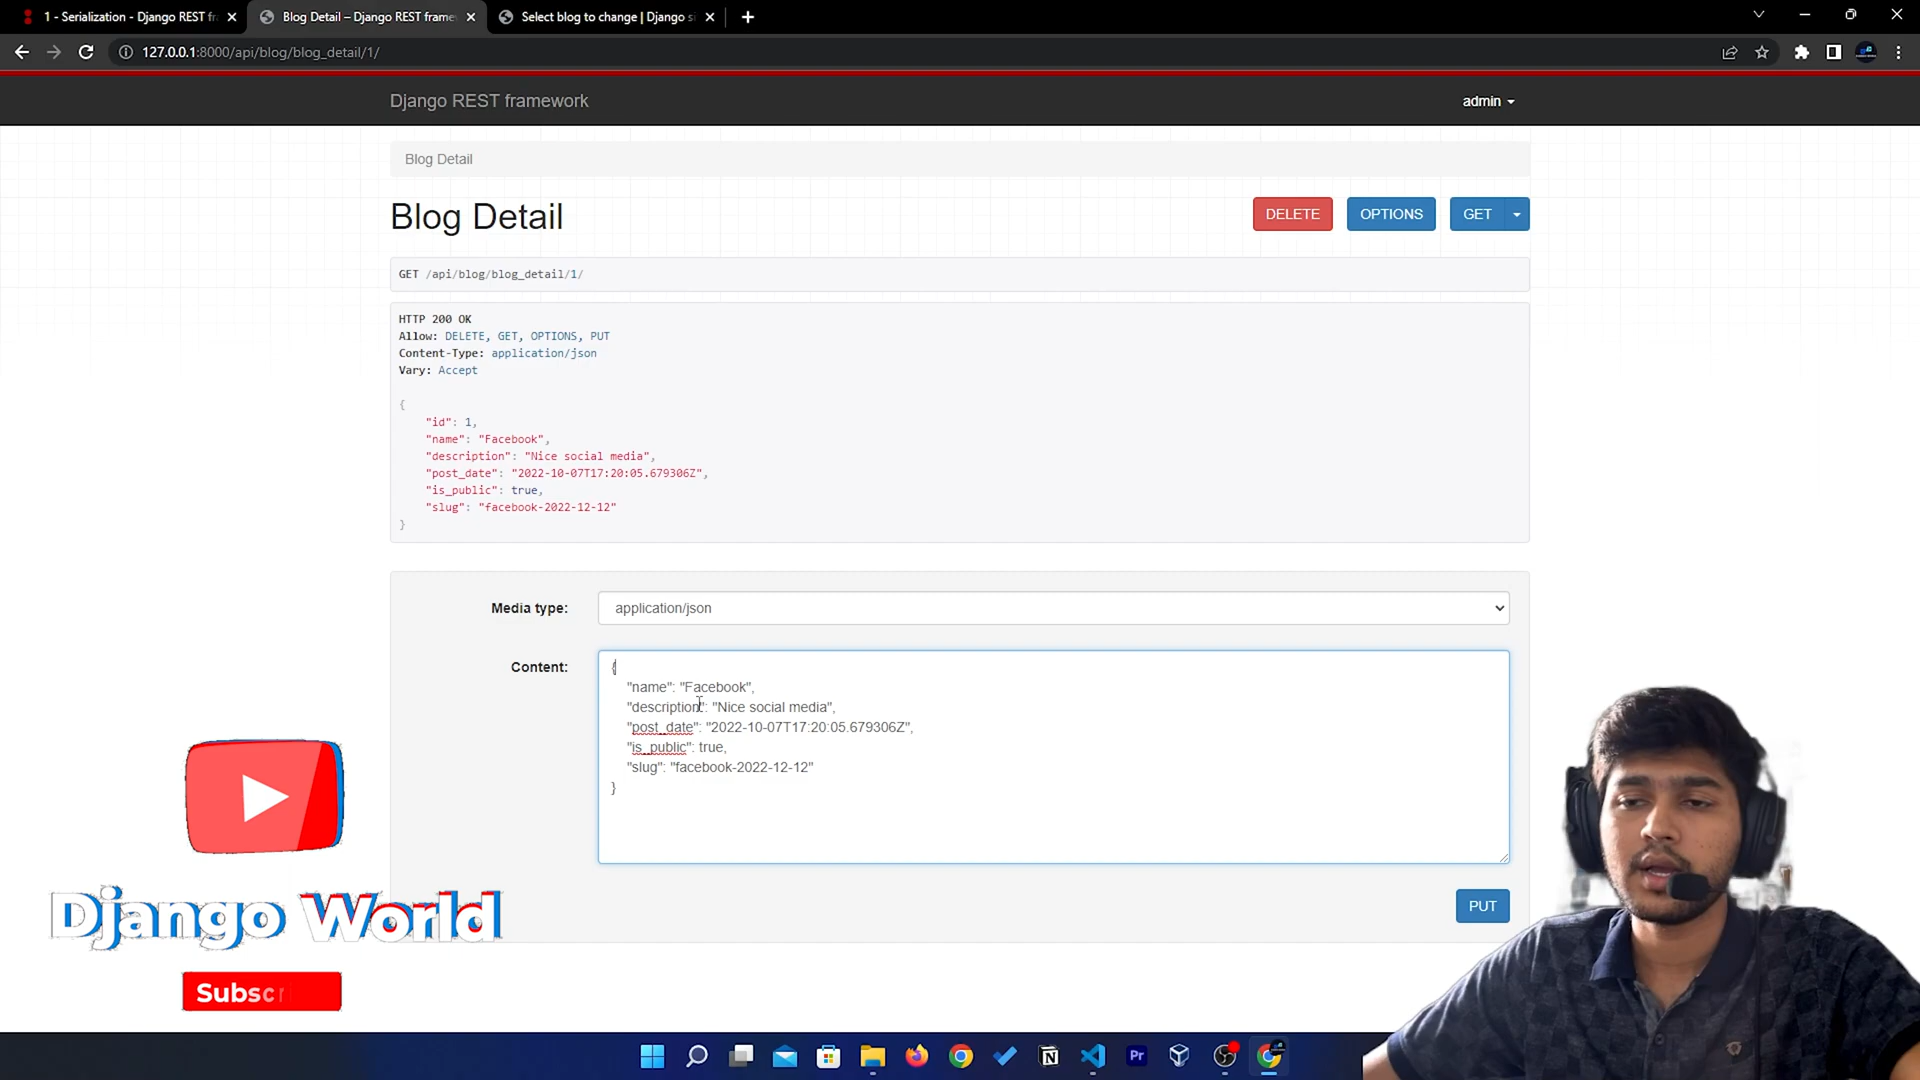 1 - Serialization - Django REST fr
Blog Detail – Django REST frame
Select blog to change | Django si
127.0.0.1:8000/api/blog/blog_detail/1/
Django REST framework
admin
Blog Detail
Blog Detail
DELETE
OPTIONS
GET
GET /api/blog/blog_detail/1/
HTTP 200 OK
Allow: DELETE, GET, OPTIONS, PUT
Content-Type: application/json
Vary: Accept
{
"id": 1,
"name": "Facebook",
"description": "Nice social media",
"post_date": "2022-10-07T17:20:05.679306Z",
"is_public": true,
"slug": "facebook-2022-12-12"
}
Media type:
application/json
Content:
{
"name": "Facebook",
"description": "Nice social media",
"post_date": "2022-10-07T17:20:05.679306Z",
"is_public": true,
"slug": "facebook-2022-12-12"
}
PUT
Django World
Subscr
Pr